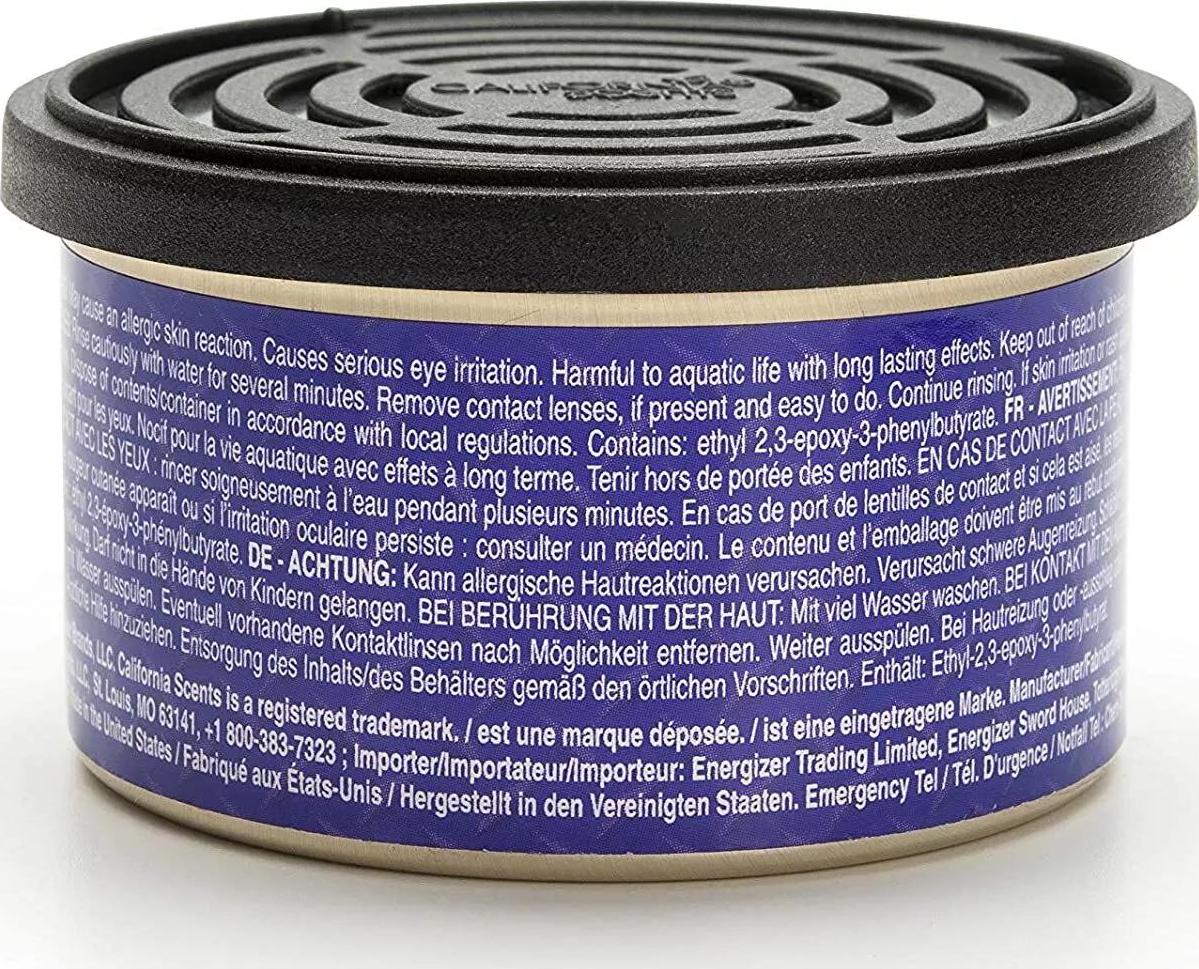 CALIFORNIA
SCENTS
May cause an allergic skin reaction. Causes serious eye irritation. Harmful to aquatic life with long lasting effects. Keep out of reach of
Rinse cautiously with water for several minutes. Remove contact lenses, if present and easy to do. Continue rinsing. If skin irritation or
Dispose of contents/container in accordance with local regulations. Contains: ethyl 2,3-epoxy-3-phenylbutyrate. FR - AVERTISSEMENT
pour les yeux. Nocif pour la vie aquatique avec effets à long terme. Tenir hors de portée des enfants. EN CAS DE CONTACT AVEC LA
AVEC LES YEUX : rincer soigneusement à l'eau pendant plusieurs minutes. En cas de port de lentilles de contact et si cela est aisé,
cutanée apparaît ou si l'irritation oculaire persiste : consulter un médecin. Le contenu et l'emballage doivent être mis au rebut
ethyl 2,3-epoxy-3-phénylbutyrate. DE - ACHTUNG: Kann allergische Hautreaktionen verursachen. Verursacht schwere Augenreizung.
Darf nicht in die Hände von Kindern gelangen. BEI BERÜHRUNG MIT DER HAUT: Mit viel Wasser waschen. BEI KONTAKT MIT DEN
Wasser ausspülen. Eventuell vorhandene Kontaktlinsen nach Möglichkeit entfernen. Weiter ausspülen. Bei Hautreizung oder -ausschlag
Hilfe hinzuziehen. Entsorgung des Inhalts/des Behälters gemäß den örtlichen Vorschriften. Enthält: Ethyl-2,3-epoxy-3-phenylbutyrat.
Brands, LLC. California Scents is a registered trademark. / est une marque déposée. / ist eine eingetragene Marke. Manufacturer/
LLC, St. Louis, MO 63141, +1 800-383-7323 ; Importer/Importateur/Importeur: Energizer Trading Limited, Energizer Sword House,
in the United States / Fabriqué aux États-Unis / Hergestellt in den Vereinigten Staaten. Emergency Tel / Tél. D'urgence / Notfall Tel :